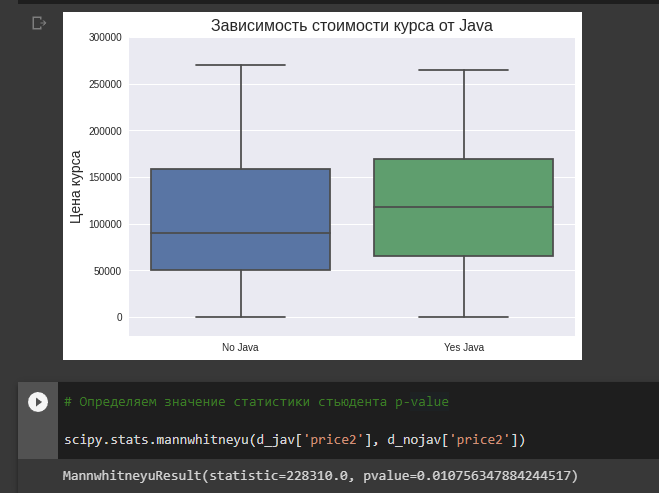 Зависимость стоимости курса от Java
300000
250000
200000
150000
100000
50000
0
Цена курса
No Java
Yes Java
# Определяем значение статистики стьюдента p-value
scipy.stats.mannwhitneyu(d_jav['price2'], d_nojav['price2'])
MannwhitneyuResult(statistic=228310.0, pvalue=0.010756347884244517)